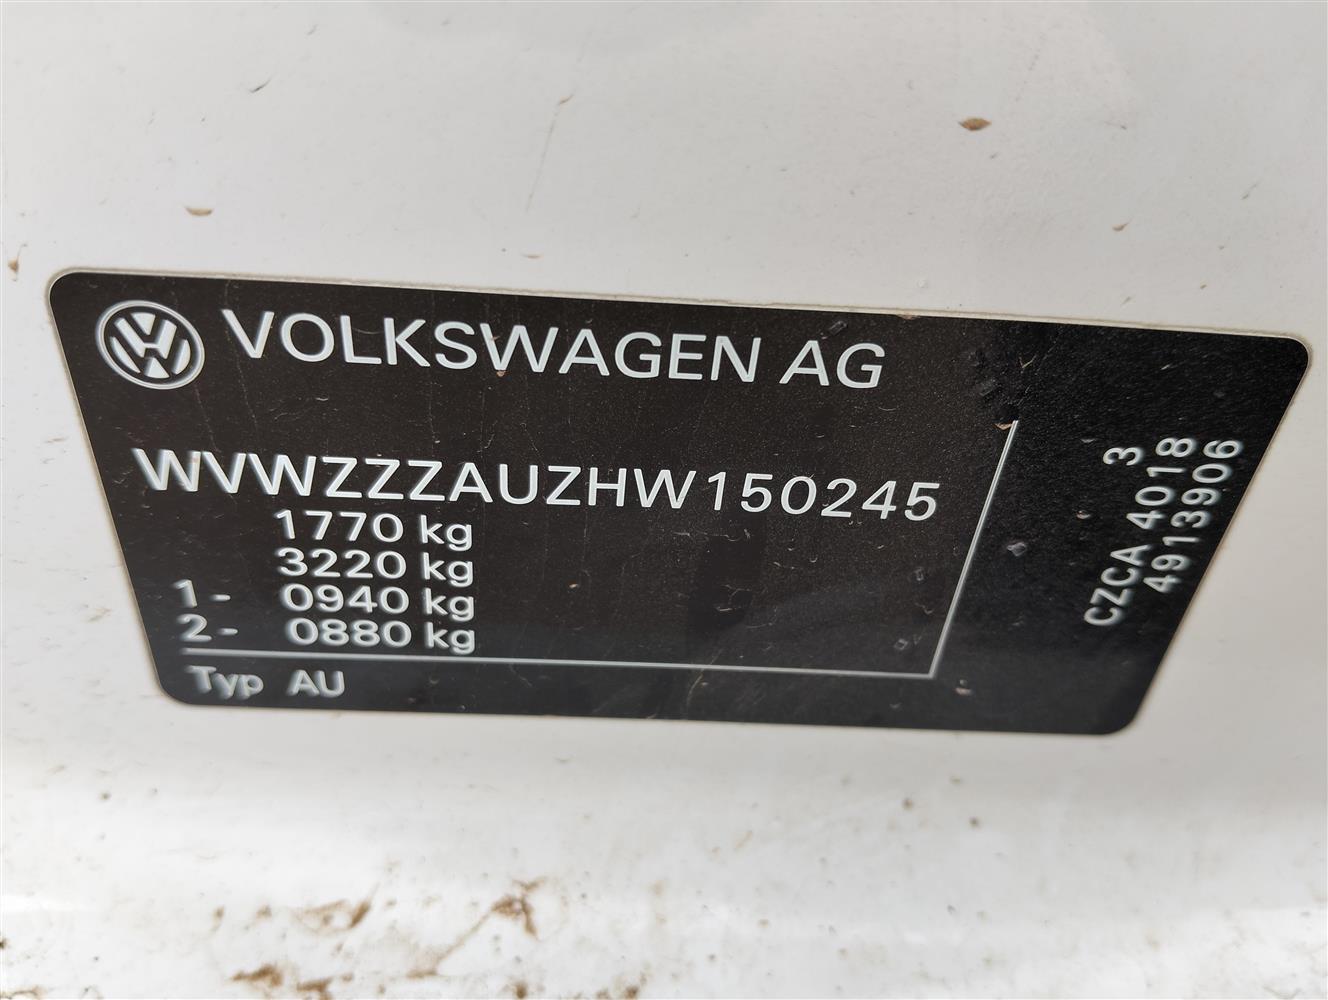 VOLKSWAGEN AG
WVWZZZAUZHW150245
1770 kg
3220 kg
1- 0940 kg
2- 0880 kg
Typ AU
3
CZCA 4018
4913906